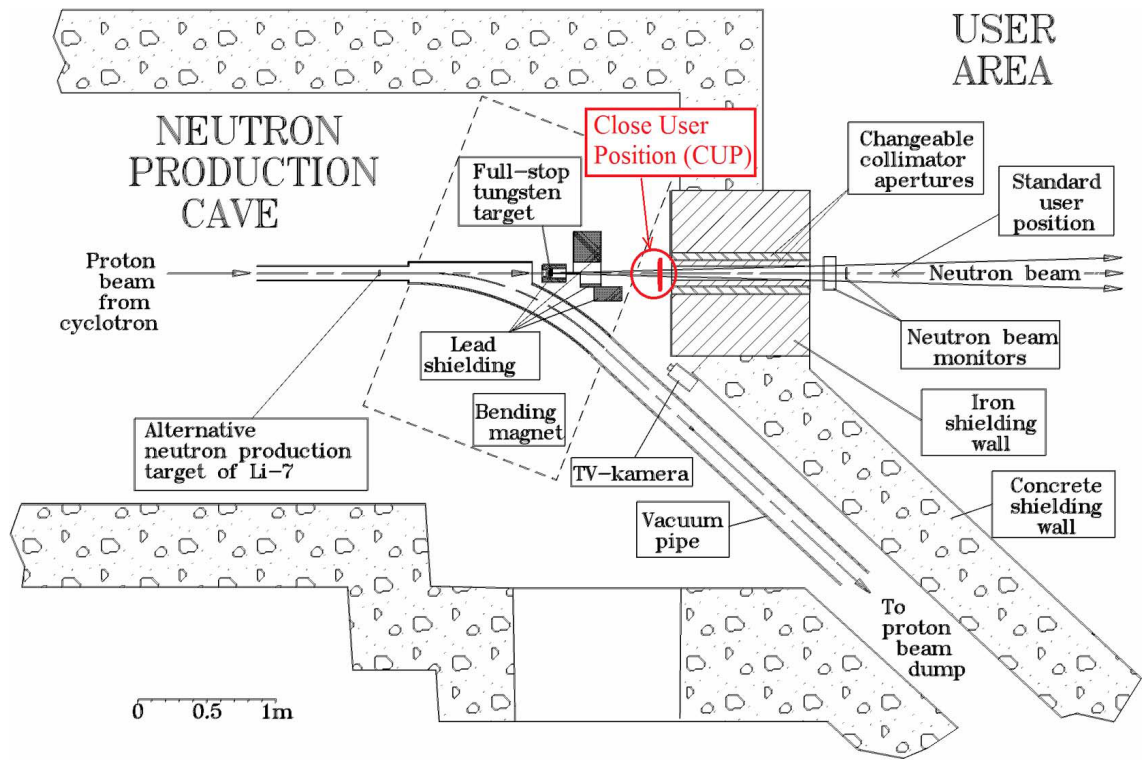 USER
AREA
NEUTRON
PRODUCTION
CAVE
Close User
Position (CUP)
Full-stop
tungsten
target
Changeable
collimator
apertures
Standard
user
position
Proton
beam
from
cyclotron
Neutron beam
Lead
shielding
Neutron beam
monitors
Bending
magnet
Iron
shielding
wall
Alternative
neutron production
target of Li-7
TV-kamera
Concrete
shielding
wall
Vacuum
pipe
To
proton
beam
dump
0 0.5 1m